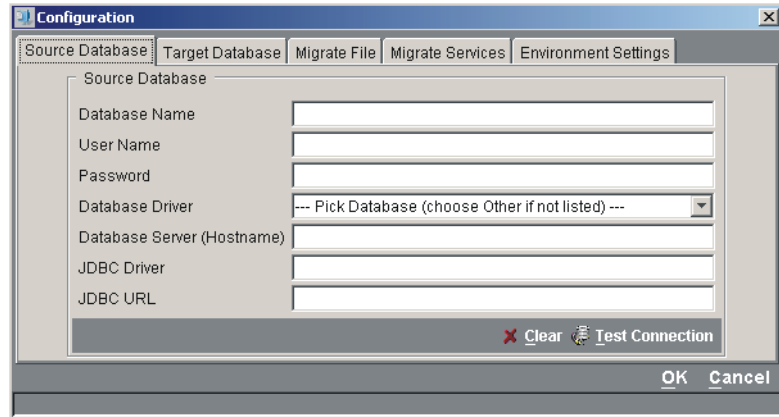 Configuration
Source Database Target Database Migrate File Migrate Services Environment Settings
Source Database
Database Name
User Name
Password
Database Driver --- Pick Database (choose Other if not listed) ---
Database Server (Hostname)
JDBC Driver
JDBC URL
Clear Test Connection
OK Cancel